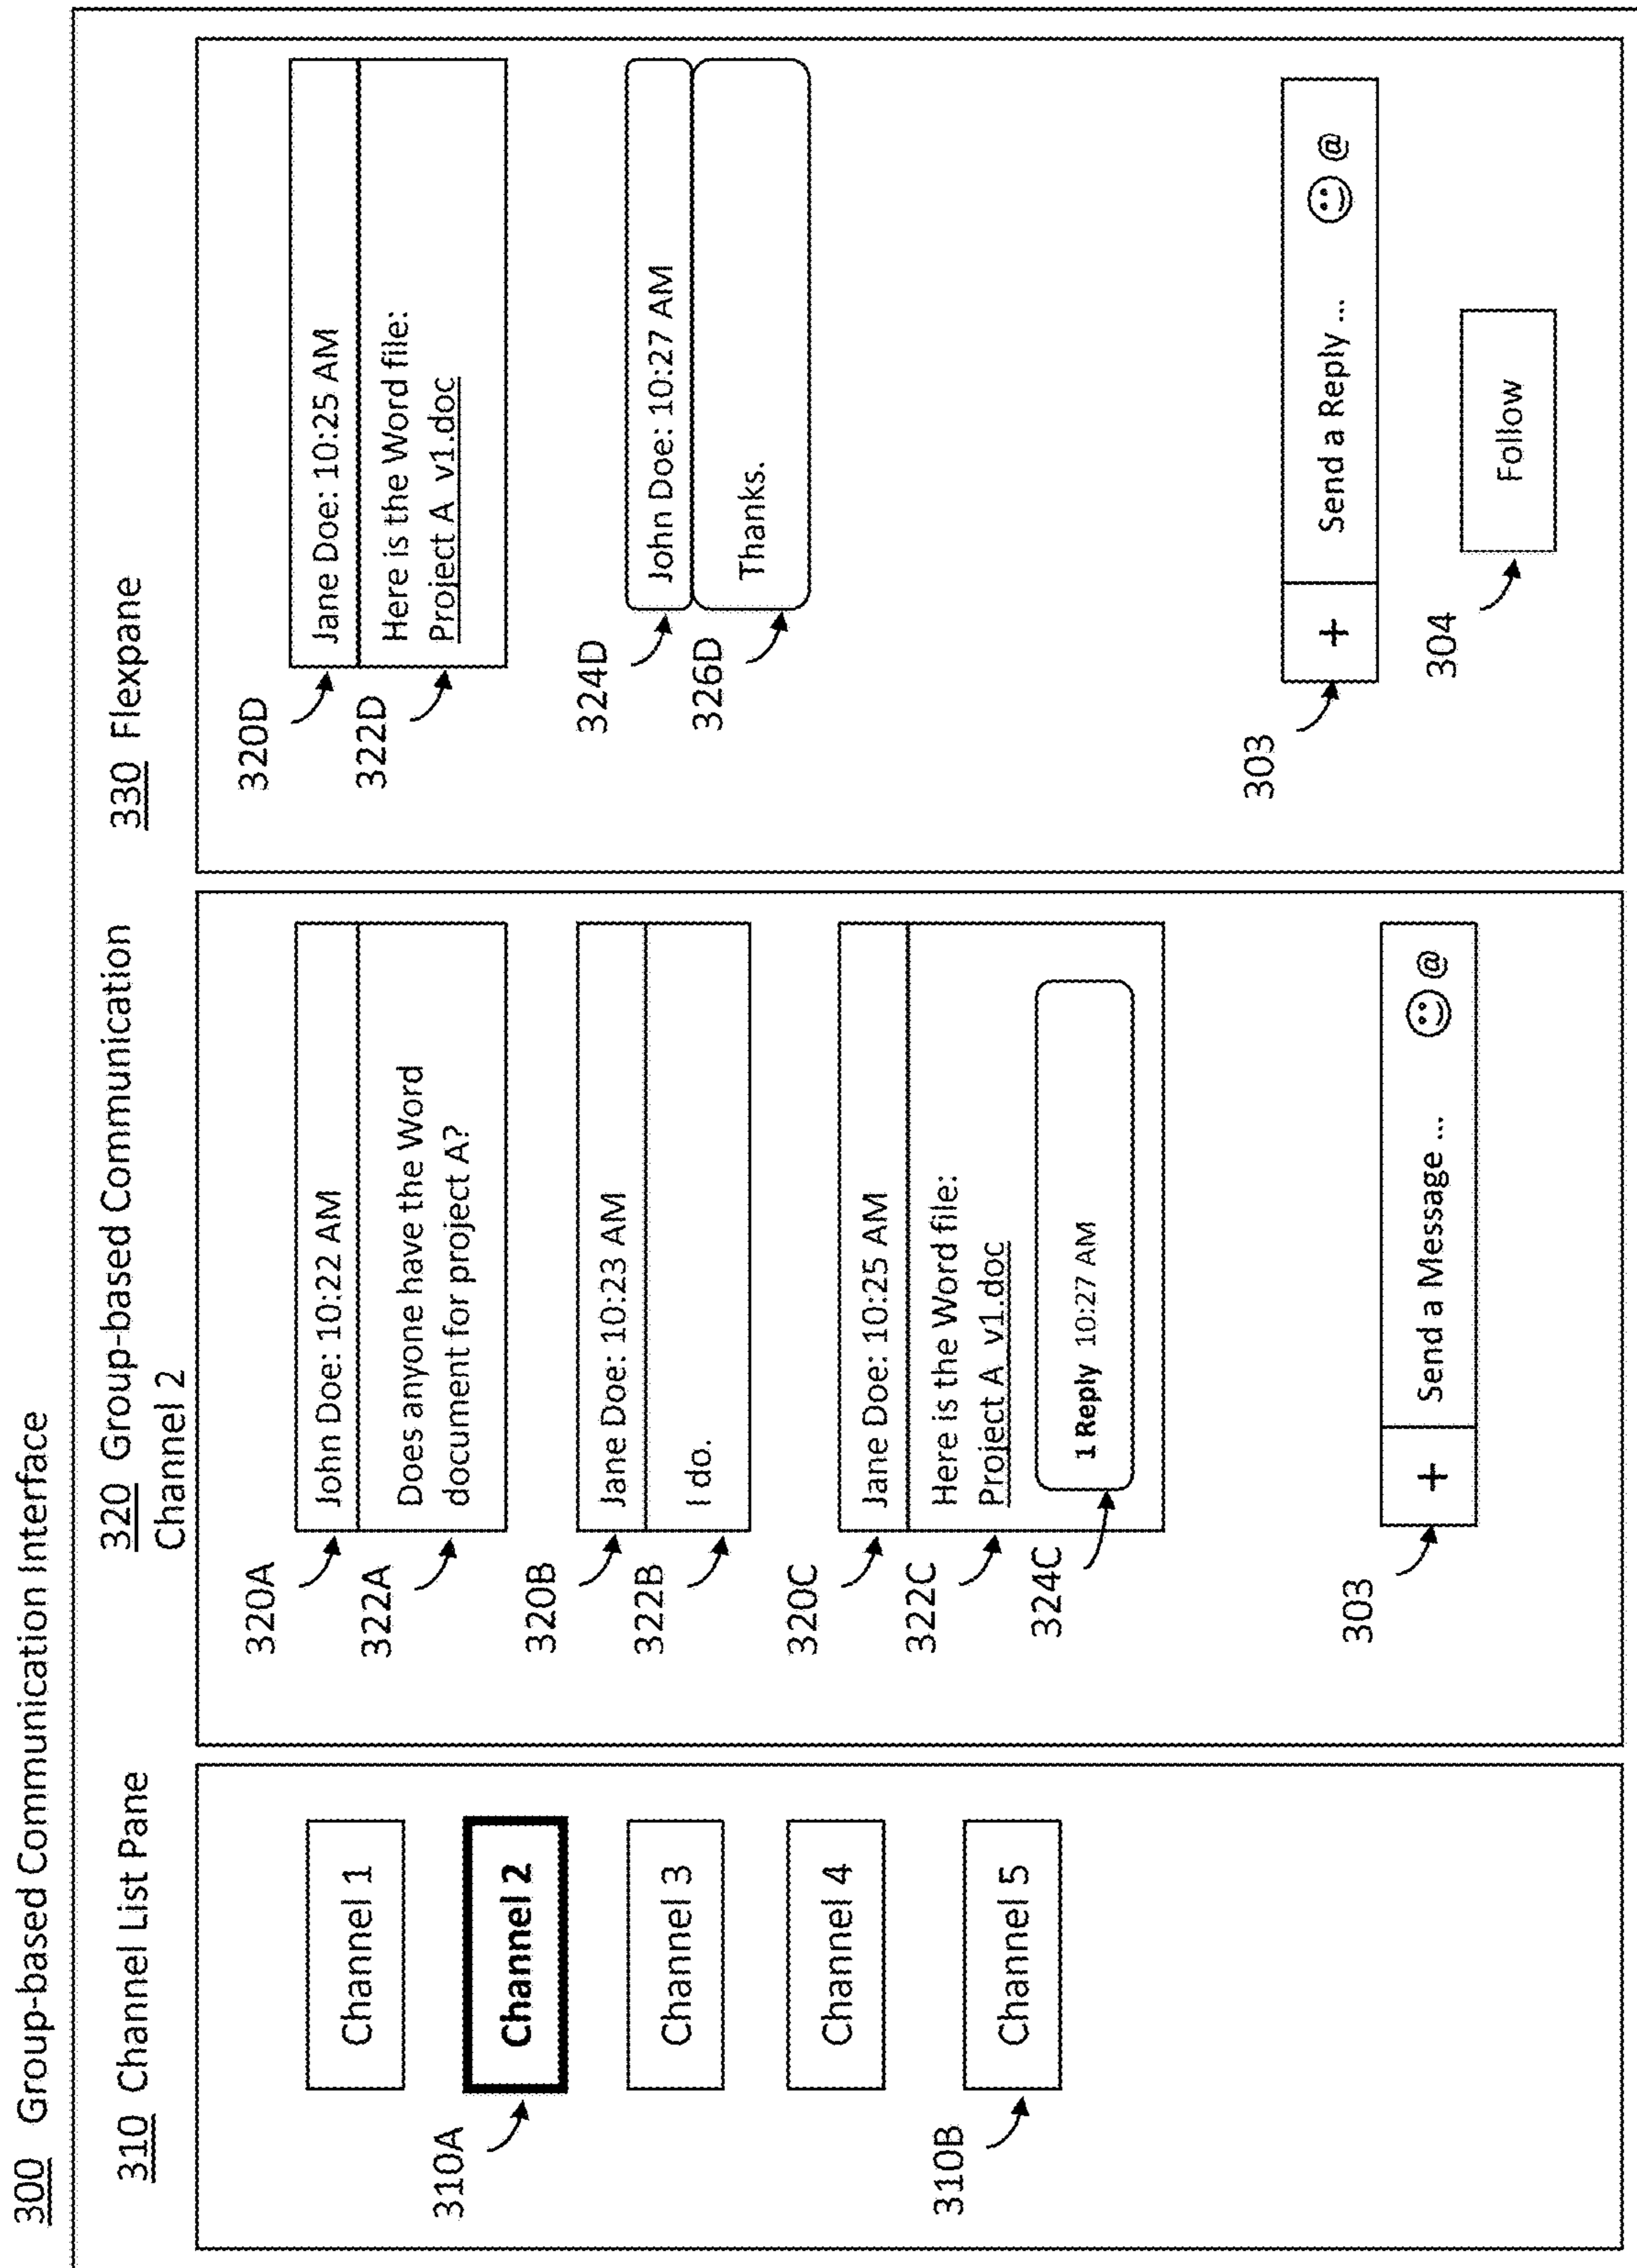 300 Group-based Communication Interface
310 Channel List Pane
Channel 1
310A
Channel 2
Channel 3
Channel 4
310B
Channel 5
320 Group-based Communication
Channel 2
320A
John Doe: 10:22 AM
322A
Does anyone have the Word
document for project A?
320B
Jane Doe: 10:23 AM
322B
I do.
320C
Jane Doe: 10:25 AM
322C
Here is the Word file:
Project A v1.doc
324C
1 Reply 10:27 AM
303
+ Send a Message ... @
330 Flexpane
320D
Jane Doe: 10:25 AM
322D
Here is the Word file:
Project A v1.doc
324D
John Doe: 10:27 AM
326D
Thanks.
303
+ Send a Reply ... @
304
Follow